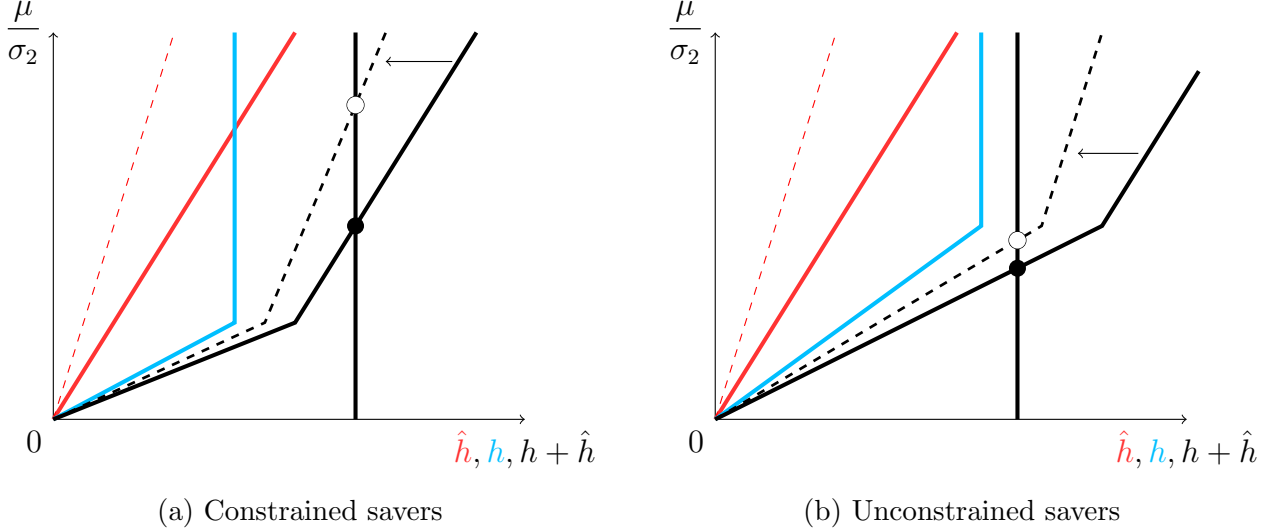 μ
σ₂
0
ĥ, h, h + ĥ
(a) Constrained savers
μ
σ₂
0
ĥ, h, h + ĥ
(b) Unconstrained savers